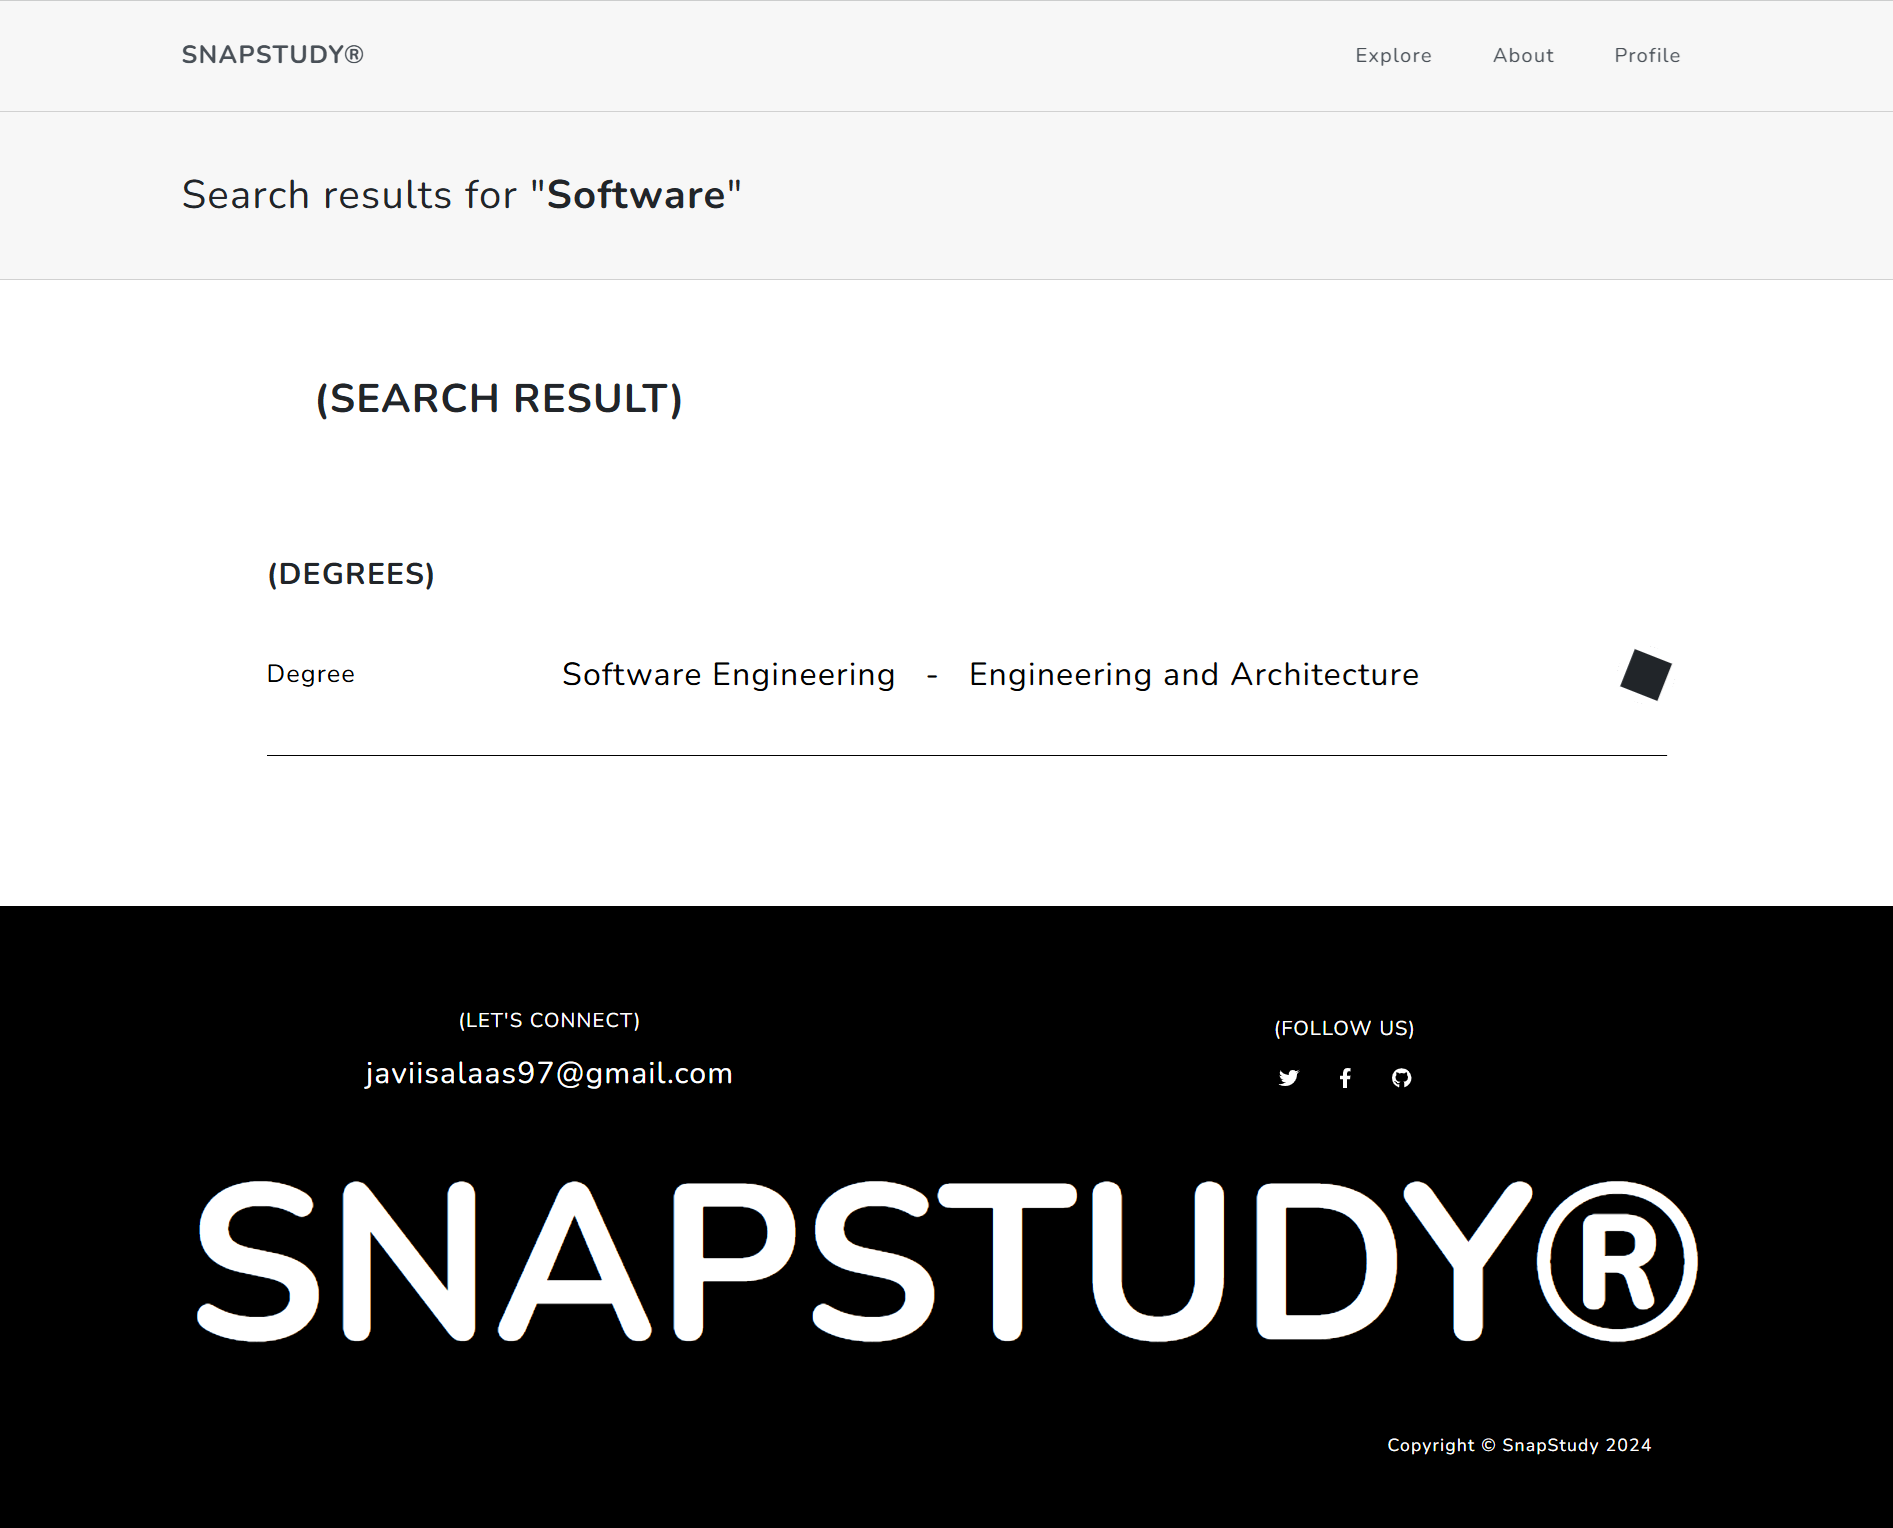 SNAPSTUDY®
Explore About Profile
Search results for "Software"
(SEARCH RESULT)
(DEGREES)
Degree Software Engineering - Engineering and Architecture
(LET'S CONNECT)
javiisalaas97@gmail.com
(FOLLOW US)
SNAPSTUDY®
Copyright © SnapStudy 2024